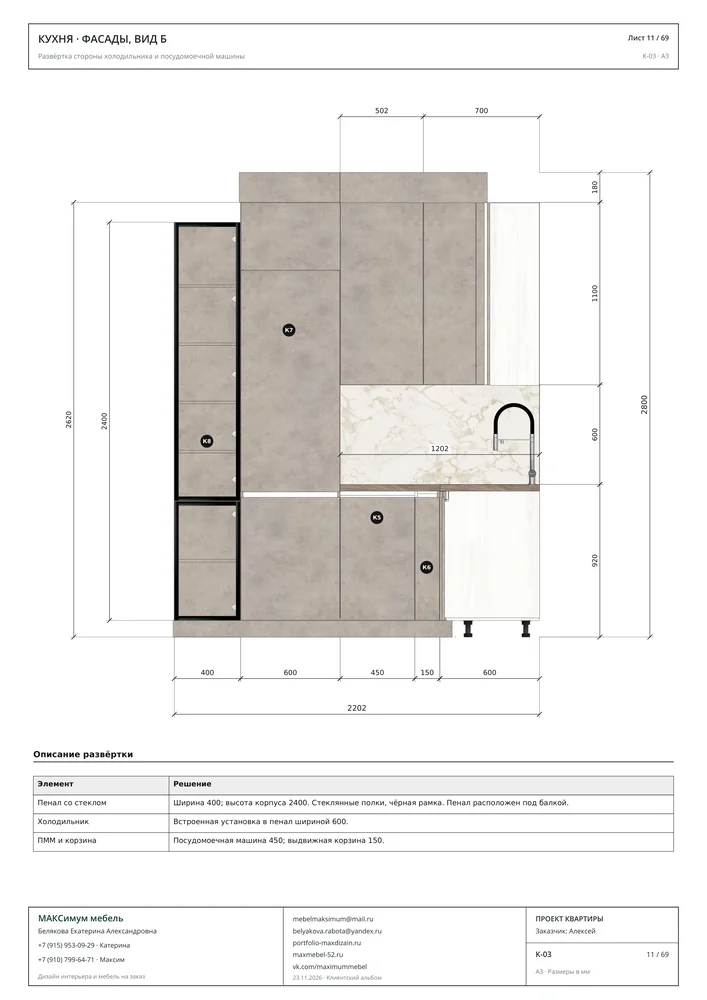 КУХНЯ · ФАСАДЫ, ВИД Б
Лист 11 / 69
Развёртка стороны холодильника и посудомоечной машины
К-03 · А3
502
700
180
1100
К7
2620
2400
2800
600
К8
1202
К5
920
К6
400
600
450
150
600
2202
Описание развёртки
Элемент
Решение
Пенал со стеклом
Ширина 400; высота корпуса 2400. Стеклянные полки, чёрная рамка. Пенал расположен под балкой.
Холодильник
Встроенная установка в пенал шириной 600.
ПММ и корзина
Посудомоечная машина 450; выдвижная корзина 150.
МАКСимум мебель
Белякова Екатерина Александровна
+7 (915) 953-09-29 · Катерина
+7 (910) 799-64-71 · Максим
Дизайн интерьера и мебель на заказ
mebelmaksimum@mail.ru
belyakova.rabota@yandex.ru
portfolio-maxdizain.ru
maxmebel-52.ru
vk.com/maximummebel
23.11.2026 · Клиентский альбом
ПРОЕКТ КВАРТИРЫ
Заказчик: Алексей
К-03
11 / 69
А3 · Размеры в мм